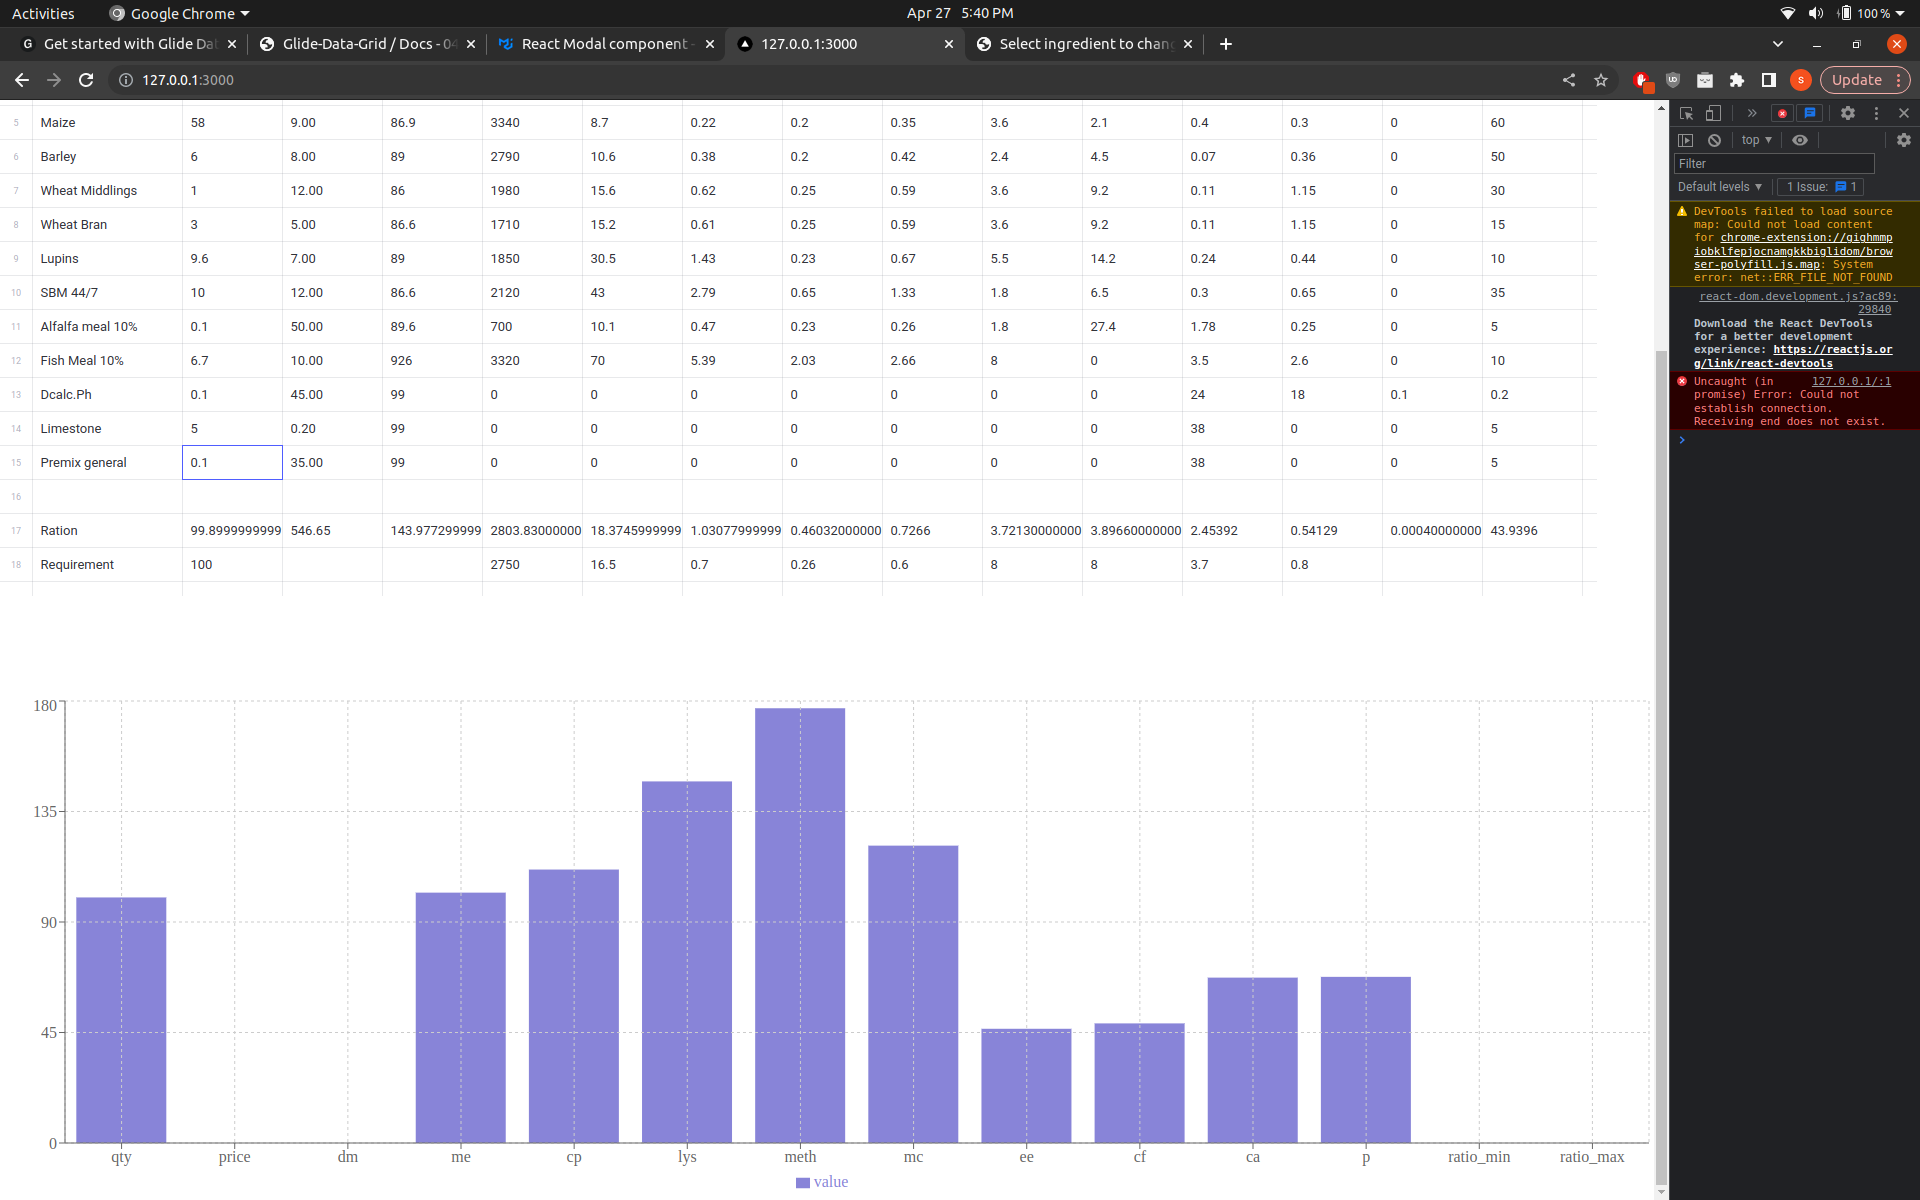 Activities Google Chrome Apr 27 5:40 PM 100 %
Get started with Glide Dat Glide-Data-Grid / Docs - 04 React Modal component - 127.0.0.1:3000 Select ingredient to chang
127.0.0.1:3000 S Update
5 Maize 58 9.00 86.9 3340 8.7 0.22 0.2 0.35 3.6 2.1 0.4 0.3 0 60
6 Barley 6 8.00 89 2790 10.6 0.38 0.2 0.42 2.4 4.5 0.07 0.36 0 50
7 Wheat Middlings 1 12.00 86 1980 15.6 0.62 0.25 0.59 3.6 9.2 0.11 1.15 0 30
8 Wheat Bran 3 5.00 86.6 1710 15.2 0.61 0.25 0.59 3.6 9.2 0.11 1.15 0 15
9 Lupins 9.6 7.00 89 1850 30.5 1.43 0.23 0.67 5.5 14.2 0.24 0.44 0 10
10 SBM 44/7 10 12.00 86.6 2120 43 2.79 0.65 1.33 1.8 6.5 0.3 0.65 0 35
11 Alfalfa meal 10% 0.1 50.00 89.6 700 10.1 0.47 0.23 0.26 1.8 27.4 1.78 0.25 0 5
12 Fish Meal 10% 6.7 10.00 926 3320 70 5.39 2.03 2.66 8 0 3.5 2.6 0 10
13 Dcalc.Ph 0.1 45.00 99 0 0 0 0 0 0 0 24 18 0.1 0.2
14 Limestone 5 0.20 99 0 0 0 0 0 0 0 38 0 0 5
15 Premix general 0.1 35.00 99 0 0 0 0 0 0 0 38 0 0 5
16
17 Ration 99.8999999999 546.65 143.977299999 2803.83000000 18.3745999999 1.03077999999 0.46032000000 0.7266 3.72130000000 3.89660000000 2.45392 0.54129 0.00040000000 43.9396
18 Requirement 100 2750 16.5 0.7 0.26 0.6 8 8 3.7 0.8
180
135
90
45
0
qty price dm me cp lys meth mc ee cf ca p ratio_min ratio_max
value
top
Filter
Default levels 1 Issue: 1
DevTools failed to load source
map: Could not load content
for chrome-extension://gighmmp
iobklfepjocnamgkkbiglidom/brow
ser-polyfill.js.map: System
error: net::ERR_FILE_NOT_FOUND
react-dom.development.js?ac89:
29840
Download the React DevTools
for a better development
experience: https://reactjs.or
g/link/react-devtools
Uncaught (in 127.0.0.1/:1
promise) Error: Could not
establish connection.
Receiving end does not exist.